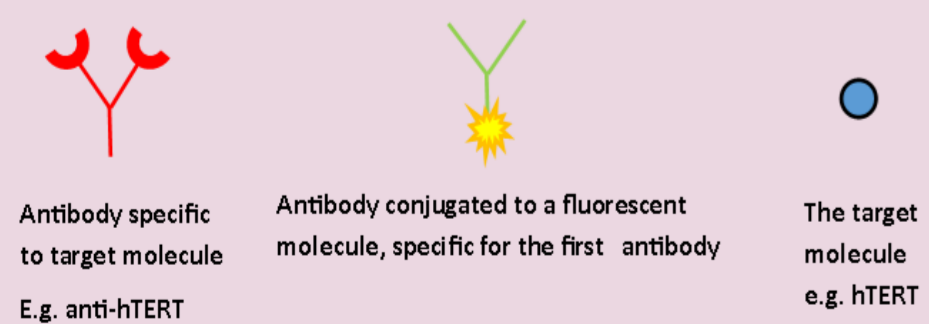 Antibody specific
to target molecule
E.g. anti-hTERT
Antibody conjugated to a fluorescent
molecule, specific for the first antibody
The target
molecule
e.g. hTERT